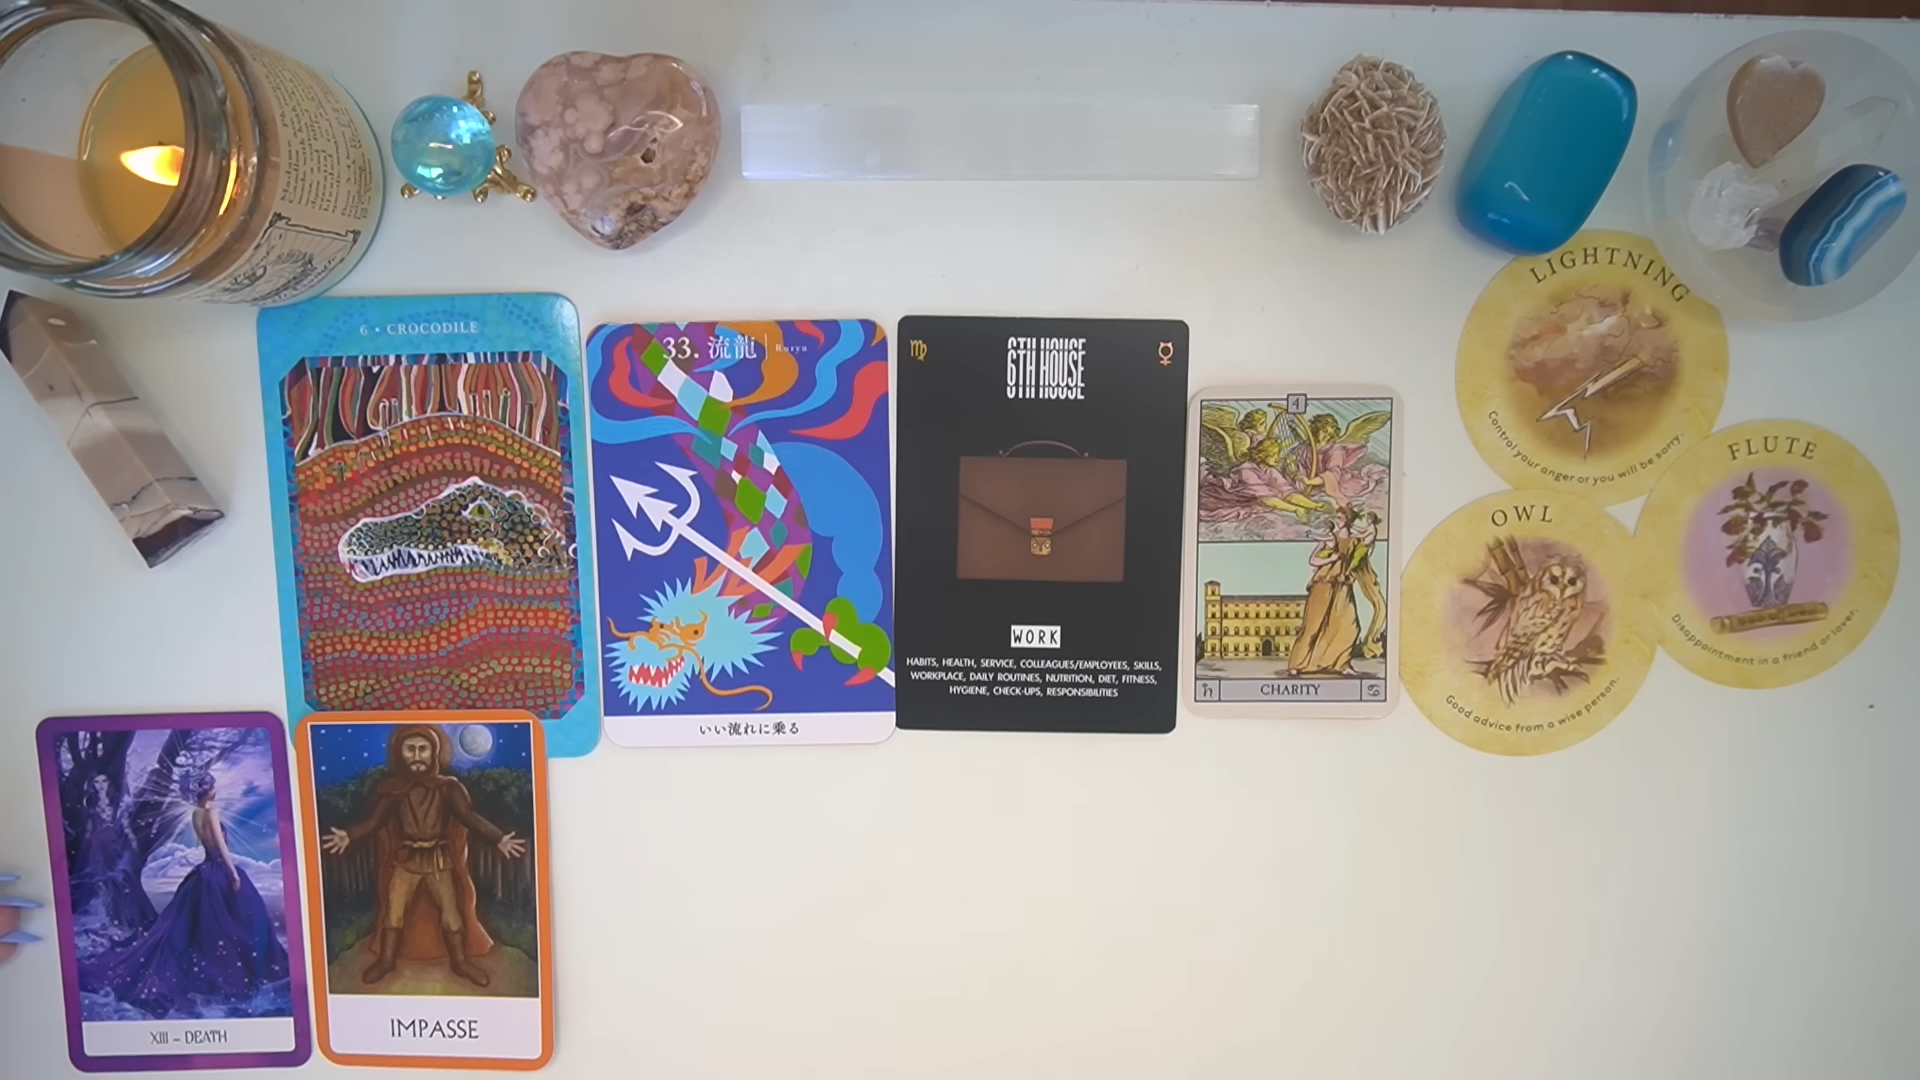 6 • CROCODILE
33. 流龍 | Ruryu
いい流れに乗る
6TH HOUSE
WORK
HABITS, HEALTH, SERVICE, COLLEAGUES/EMPLOYEES, SKILLS,
WORKPLACE, DAILY ROUTINES, NUTRITION, DIET, FITNESS,
HYGIENE, CHECK-UPS, RESPONSIBILITIES
4
CHARITY
LIGHTNING
Control your anger or you will be sorry.
FLUTE
Disappointment in a friend or lover.
OWL
Good advice from a wise person.
XIII – DEATH
IMPASSE